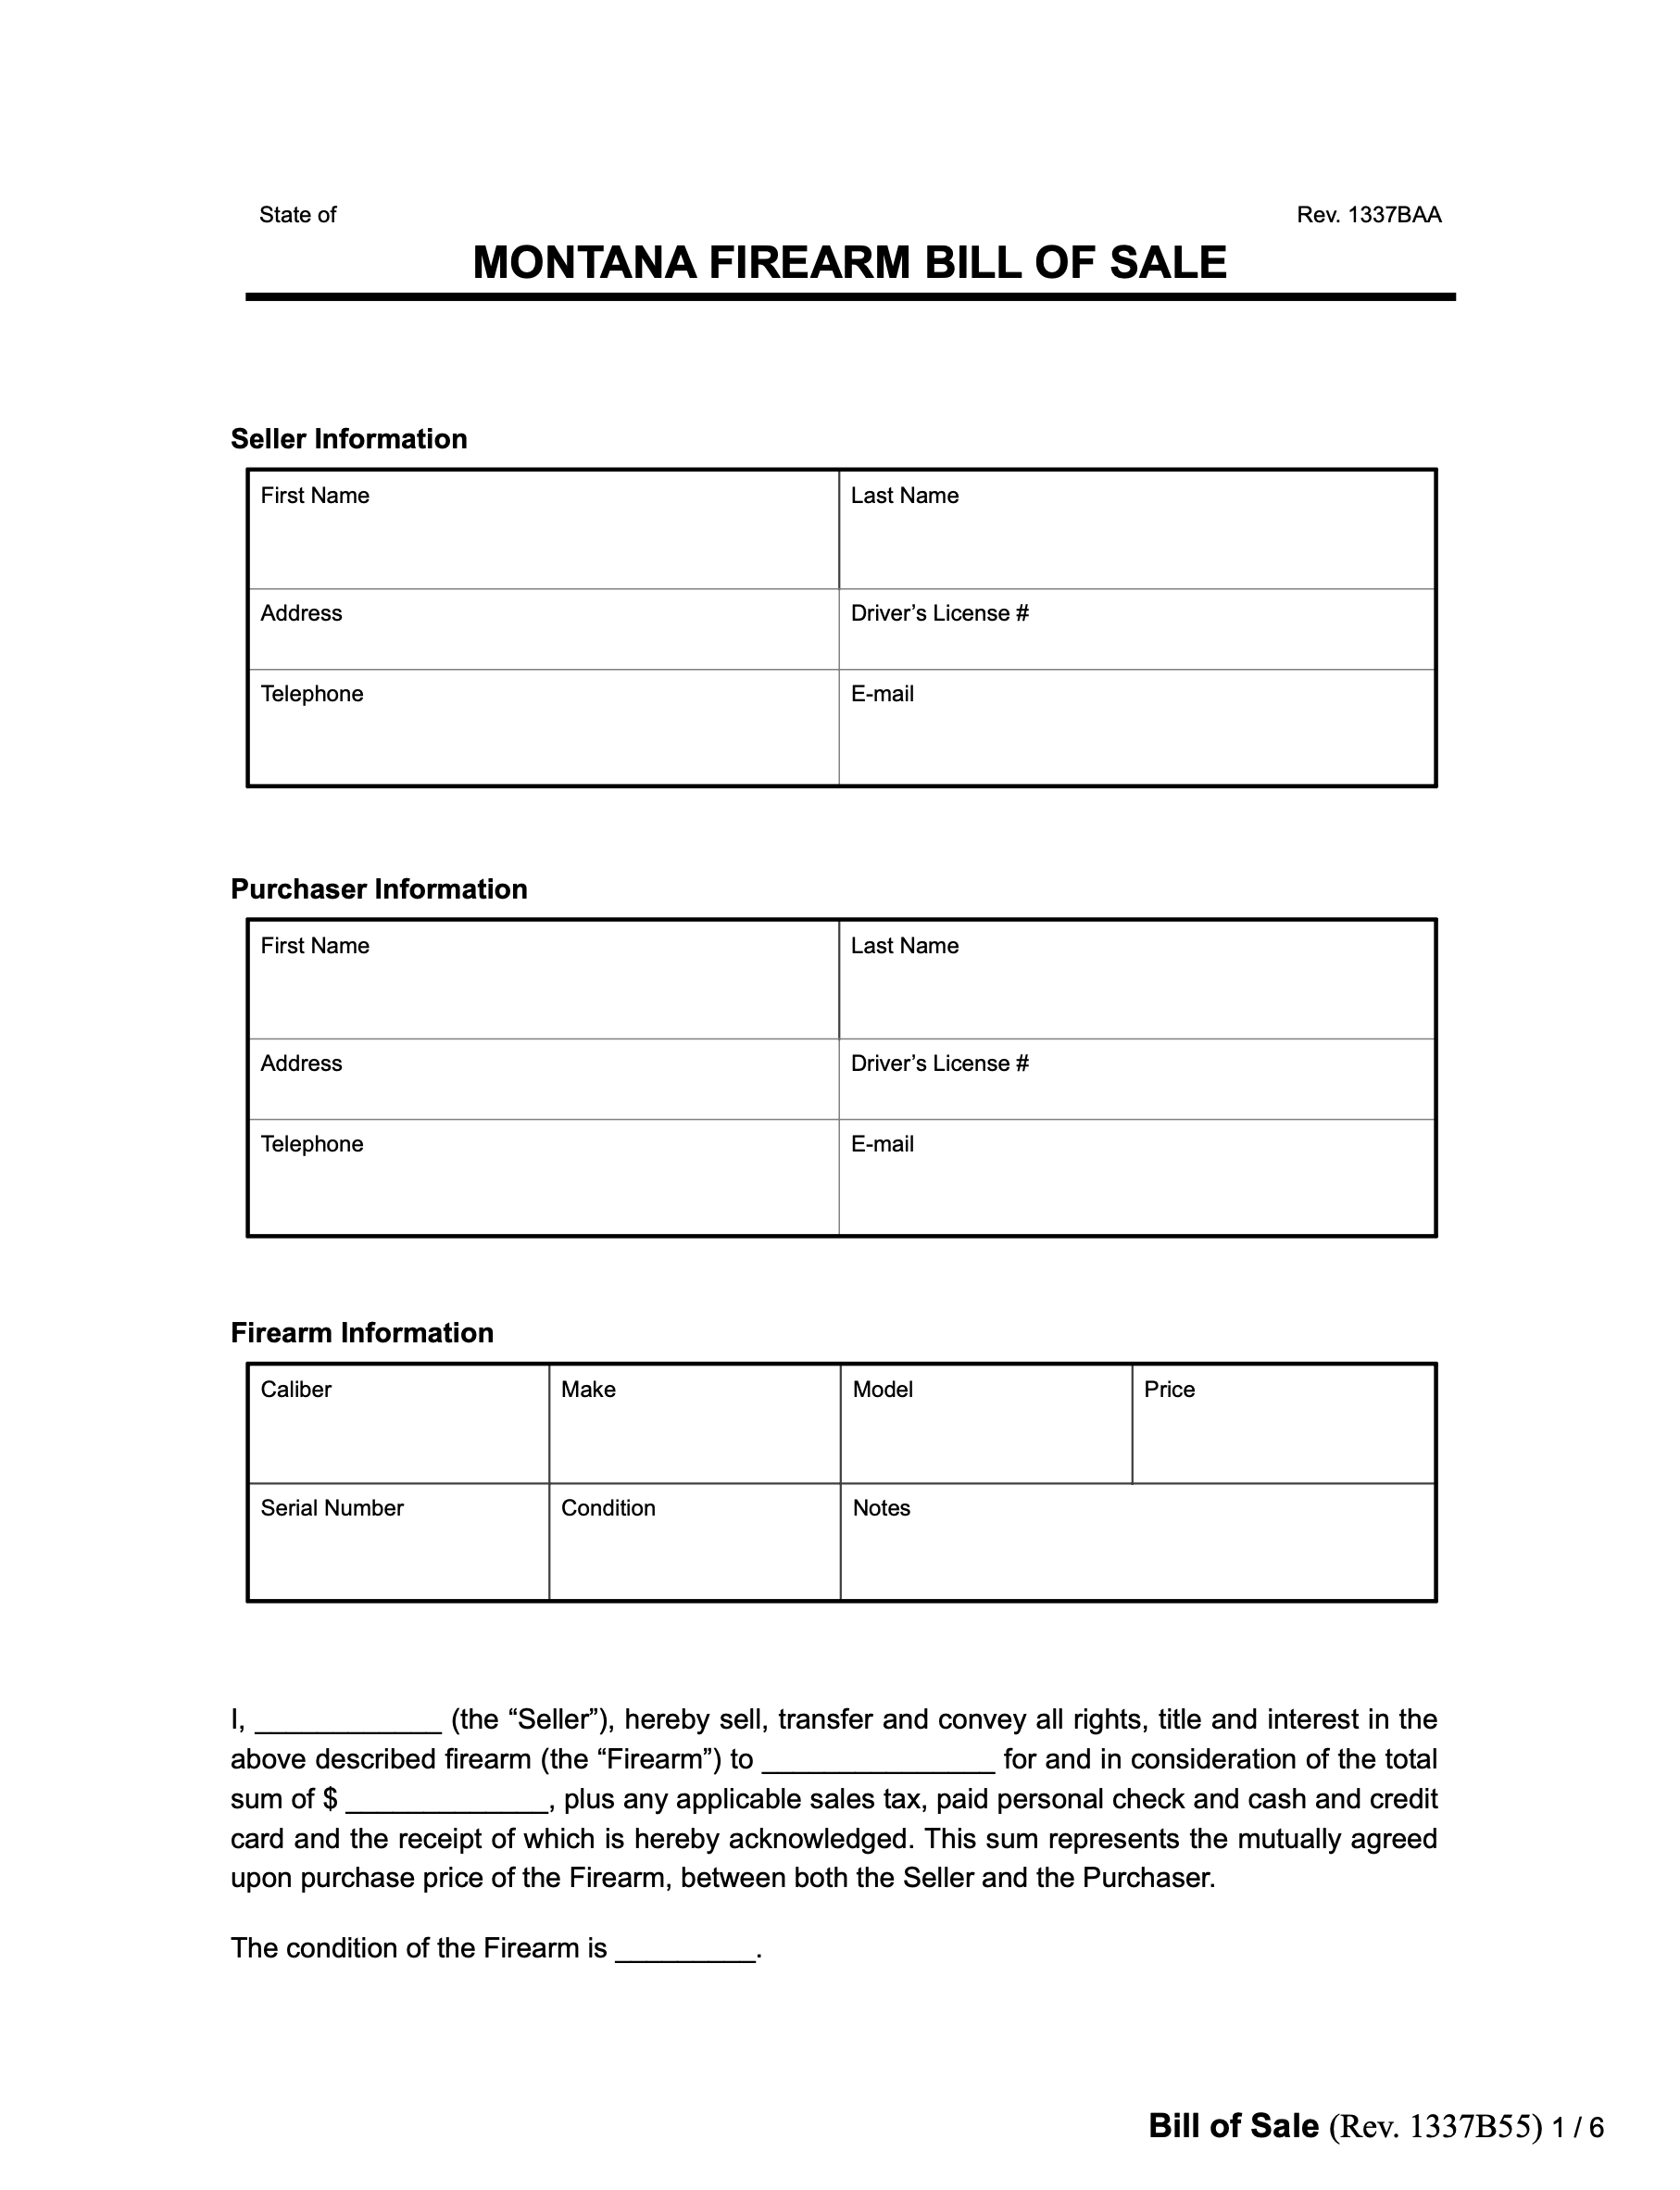 State of Rev. 1337BAA
MONTANA FIREARM BILL OF SALE
Seller Information
First Name Last Name
Address Driver’s License #
Telephone E-mail
Purchaser Information
First Name Last Name
Address Driver’s License #
Telephone E-mail
Firearm Information
Caliber Make Model Price
Serial Number Condition Notes
I, ____________ (the “Seller”), hereby sell, transfer and convey all rights, title and interest in the
above described firearm (the “Firearm”) to _______________ for and in consideration of the total
sum of $ _____________, plus any applicable sales tax, paid personal check and cash and credit
card and the receipt of which is hereby acknowledged. This sum represents the mutually agreed
upon purchase price of the Firearm, between both the Seller and the Purchaser.
The condition of the Firearm is _________.
Bill of Sale (Rev. 1337B55) 1 / 6